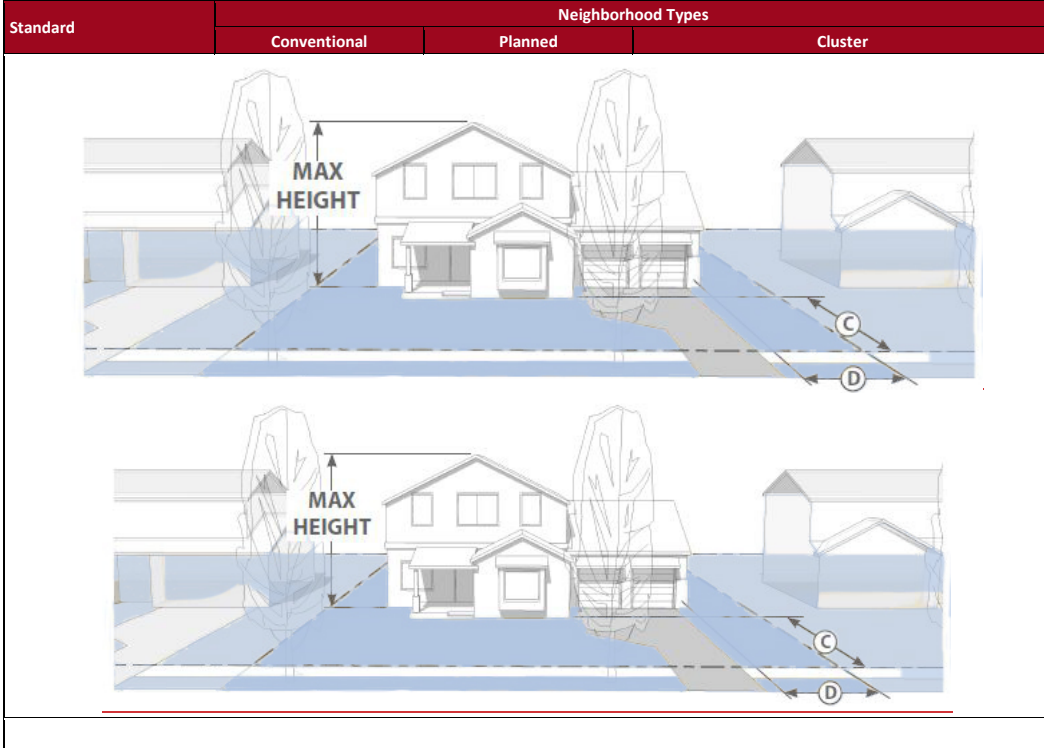 Standard
Neighborhood Types
Conventional
Planned
Cluster
MAX
HEIGHT
C
D
MAX
HEIGHT
C
D